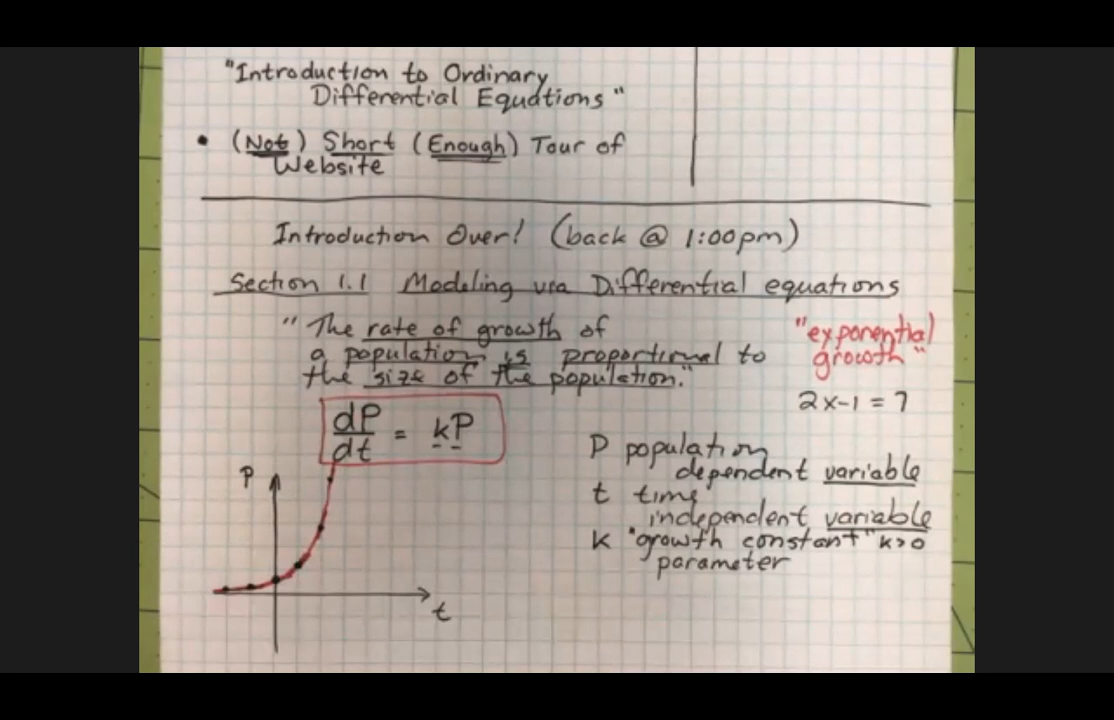 "Introduction to Ordinary
Differential Equations"
• (Not) Short (Enough) Tour of
Website
Introduction Over! (back @ 1:00pm)
Section 1.1 Modeling via Differential equations
"The rate of growth of
a population is proportional to
the size of the population."
"exponential
growth"
2x-1 = 7
dP
dt
= kP
P population
dependent variable
t time
independent variable
k "growth constant" k>0
parameter
P
t